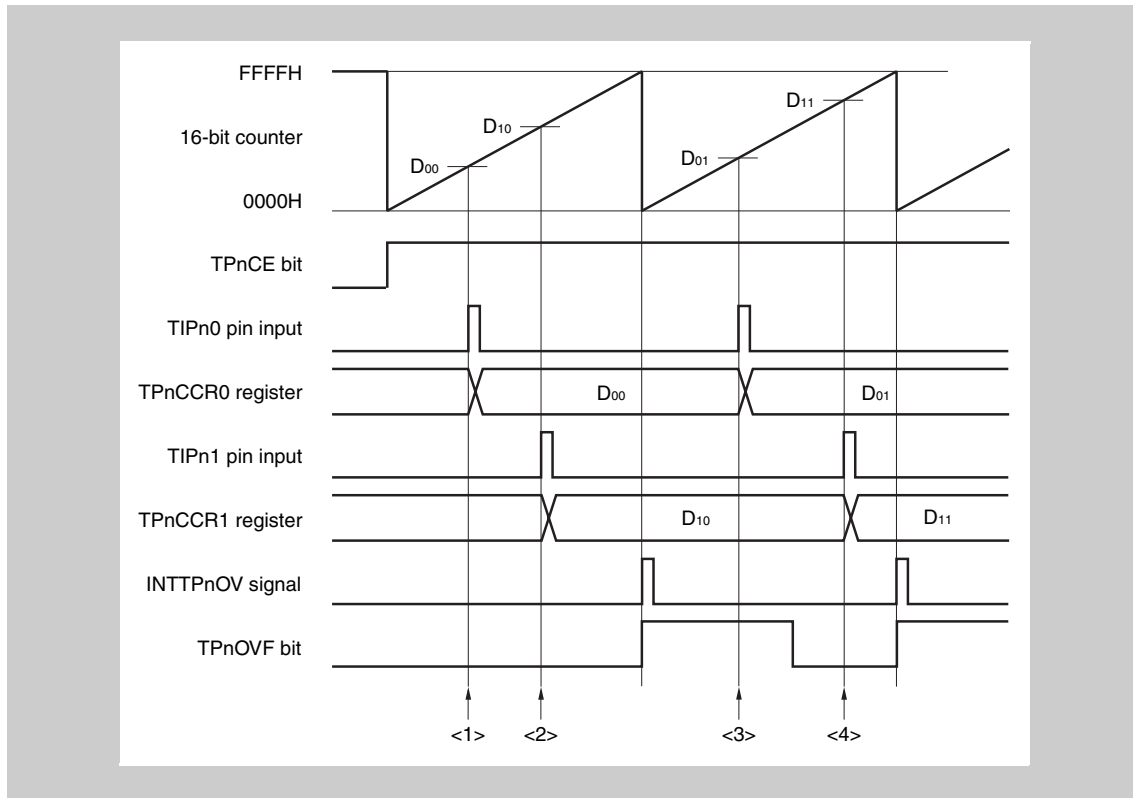 FFFFH
D11
D10
16-bit counter
D00
D01
0000H
TPnCE bit
TIPn0 pin input
TPnCCR0 register
D00
D01
TIPn1 pin input
TPnCCR1 register
D10
D11
INTTPnOV signal
TPnOVF bit
<1>
<2>
<3>
<4>